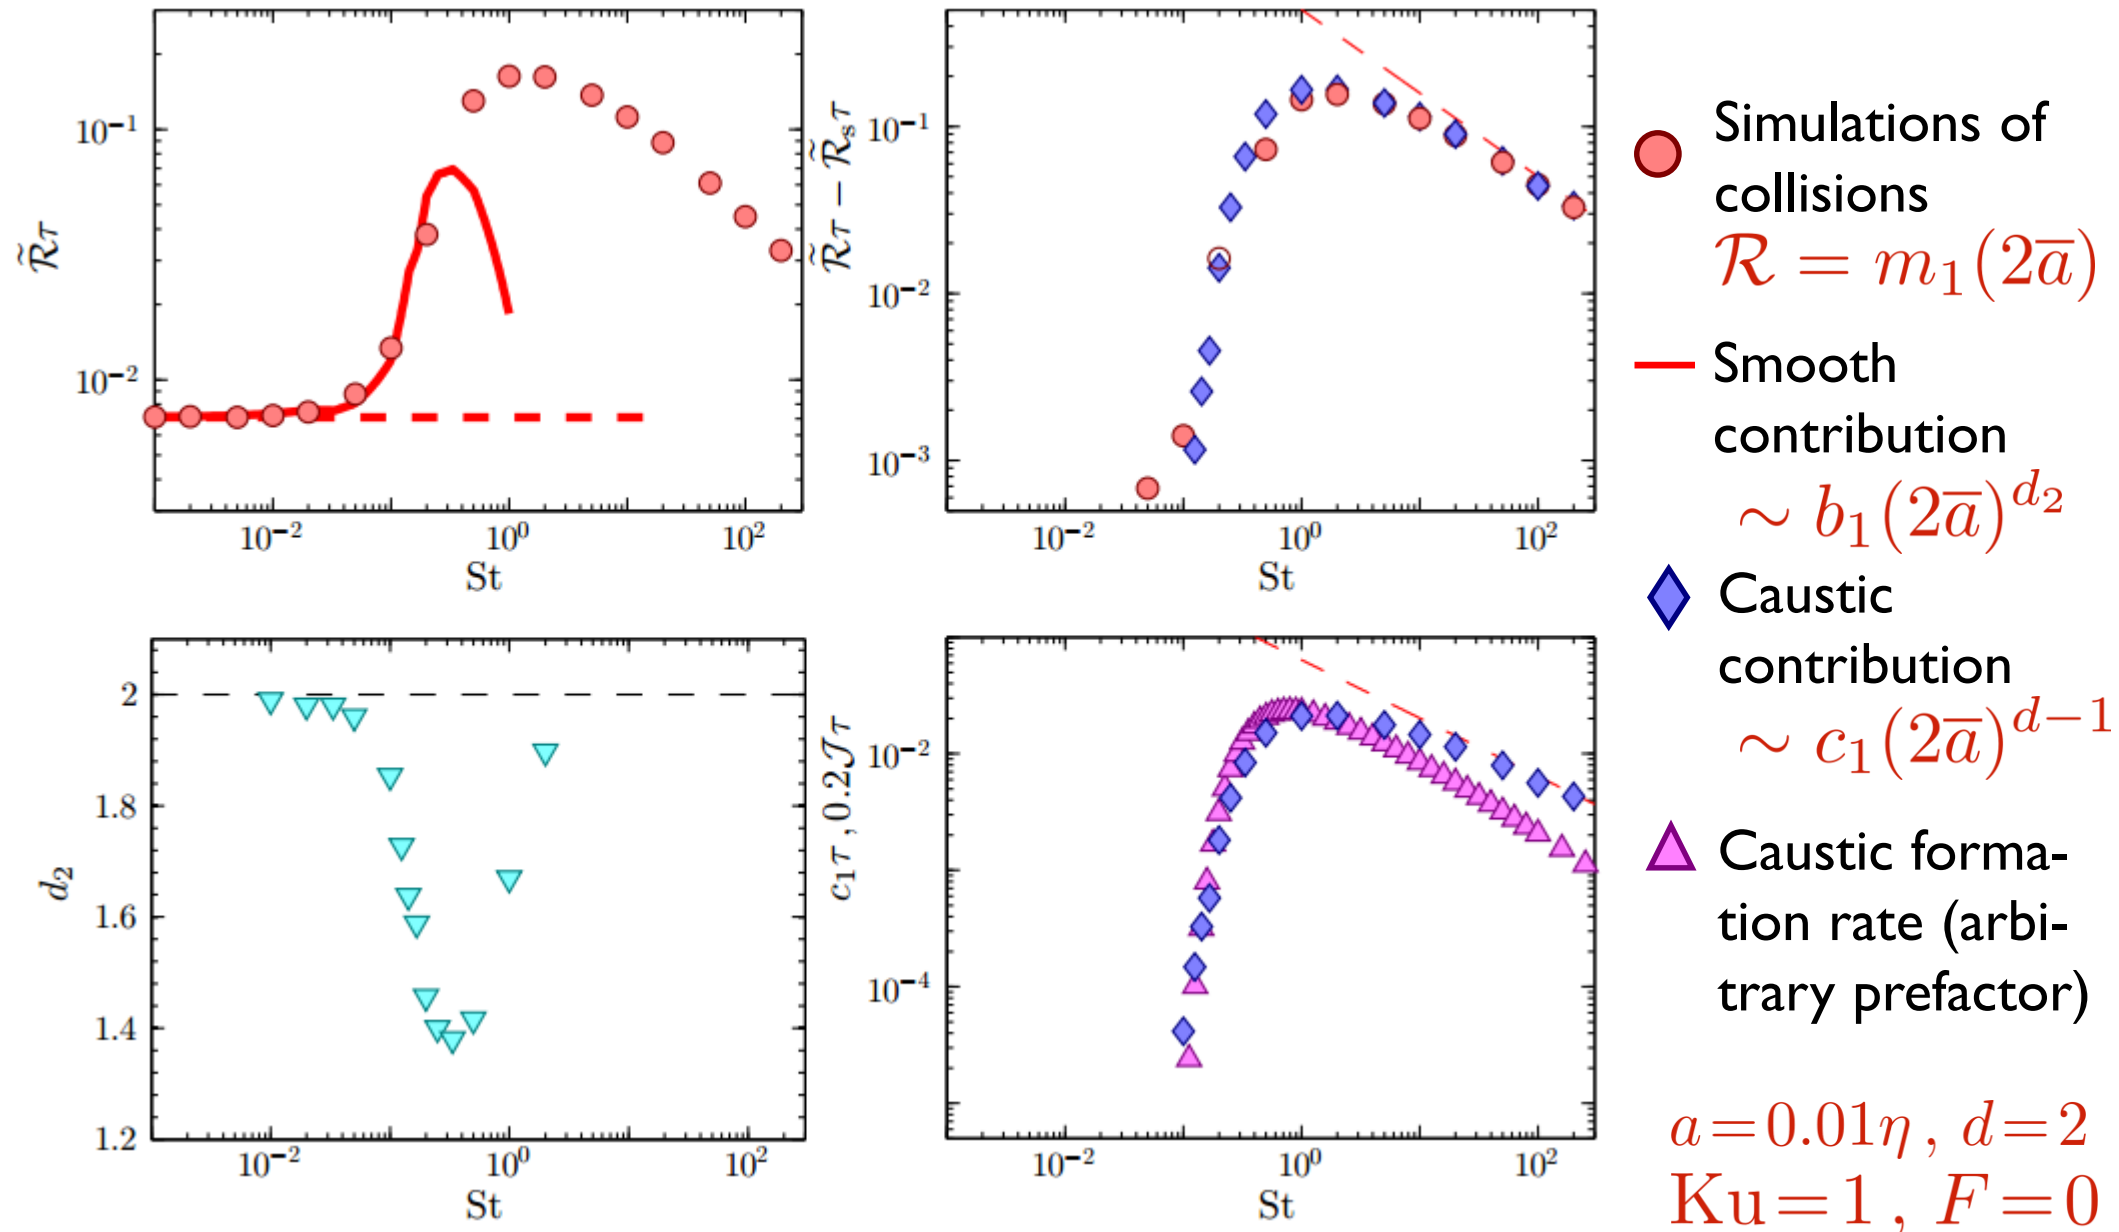 10⁻¹
10⁻²
R̃τ
10⁻² 10⁰ 10²
St
10⁻¹
10⁻²
10⁻³
R̃τ − R̃ₛτ
10⁻² 10⁰ 10²
St
2
1.8
1.6
1.4
1.2
d₂
10⁻² 10⁰ 10²
St
10⁻²
10⁻⁴
c₁τ, 0.2𝒥τ
10⁻² 10⁰ 10²
St
Simulations of
collisions
ℛ = m₁(2a̅)
Smooth
contribution
∼ b₁(2a̅)^{d₂}
Caustic
contribution
∼ c₁(2a̅)^{d−1}
Caustic forma-
tion rate (arbi-
trary prefactor)
a=0.01η, d=2
Ku=1, F=0